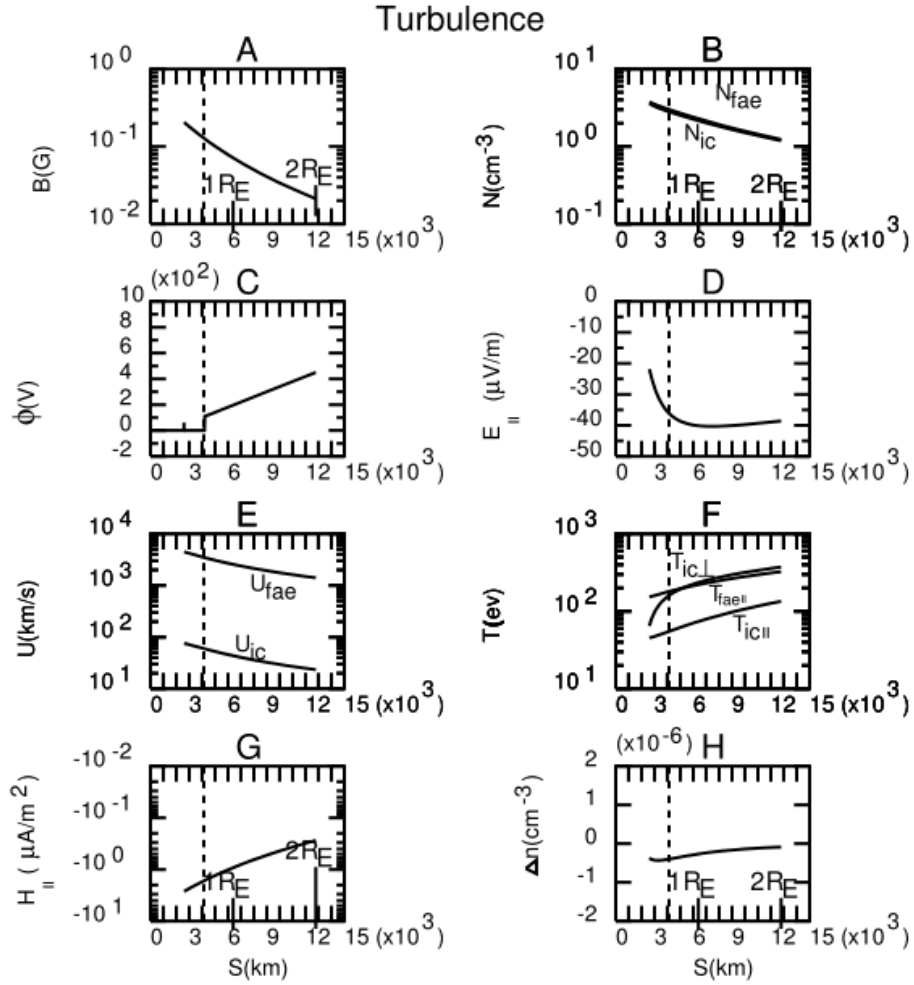 Turbulence
A
B(G)
10^0
10^-1
10^-2
1R_E
2R_E
0 3 6 9 12 15 (x10^3)
B
N(cm^-3)
10^1
10^0
10^-1
N_fae
N_ic
1R_E
2R_E
0 3 6 9 12 15 (x10^3)
C
(x10^2)
ϕ(V)
10
8
6
4
2
0
-2
0 3 6 9 12 15 (x10^3)
D
E_|| (μV/m)
0
-10
-20
-30
-40
-50
0 3 6 9 12 15 (x10^3)
E
U(km/s)
10^4
10^3
10^2
10^1
U_fae
U_ic
0 3 6 9 12 15 (x10^3)
F
T(ev)
10^3
10^2
10^1
T_ic⊥
T_fae||
T_ic||
0 3 6 9 12 15 (x10^3)
G
H_|| ( μA/m^2)
-10^-2
-10^-1
-10^0
-10^1
1R_E
2R_E
0 3 6 9 12 15 (x10^3)
S(km)
H
(x10^-6)
Δn(cm^-3)
2
1
0
-1
-2
1R_E
2R_E
0 3 6 9 12 15 (x10^3)
S(km)